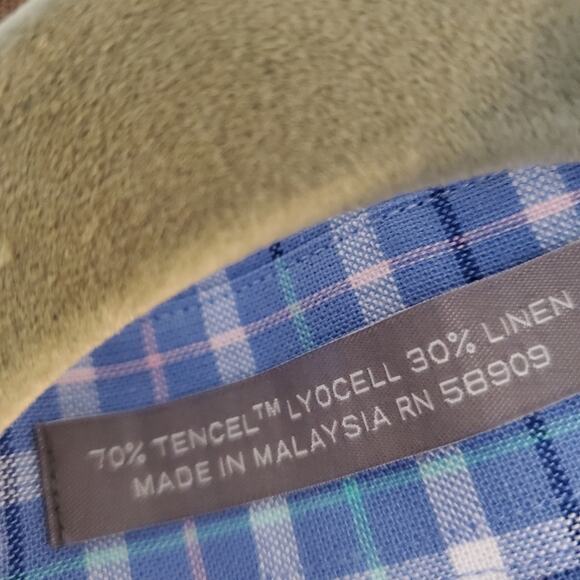 70% TENCEL™ LYOCELL 30% LINEN
MADE IN MALAYSIA RN 58909